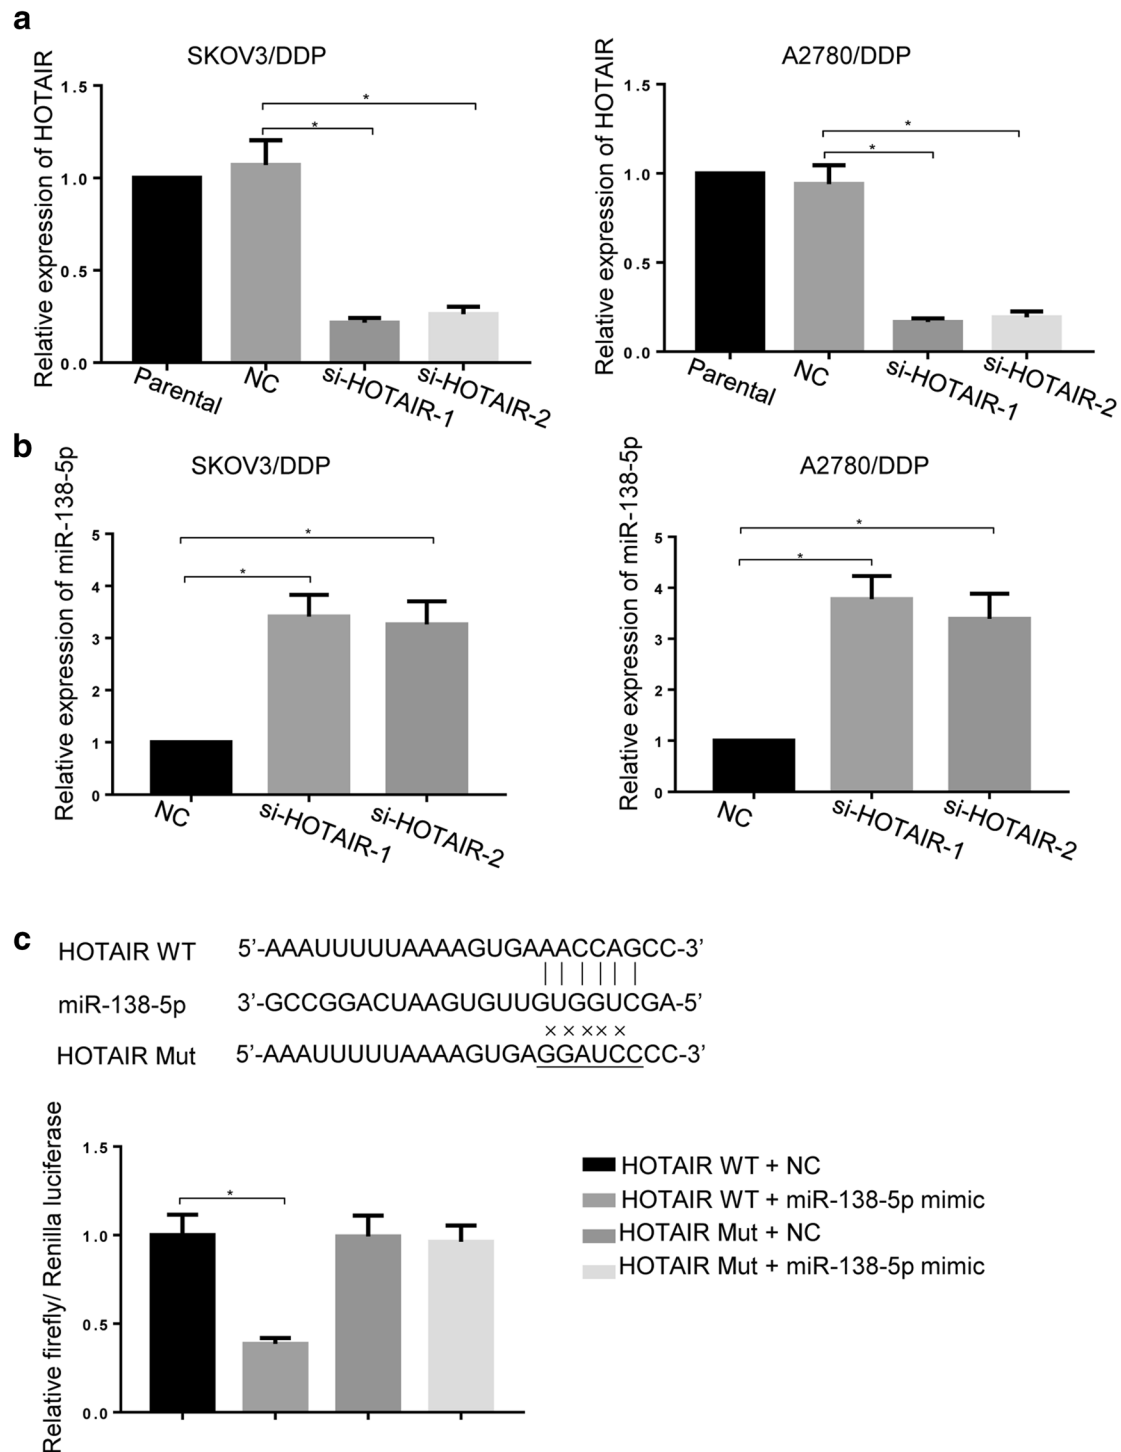 a
SKOV3/DDP
A2780/DDP
Relative expression of HOTAIR
1.5
1.0
0.5
0.0
*
*
Parental
NC
si-HOTAIR-1
si-HOTAIR-2
Relative expression of HOTAIR
1.5
1.0
0.5
0.0
*
*
Parental
NC
si-HOTAIR-1
si-HOTAIR-2
b
SKOV3/DDP
A2780/DDP
Relative expression of miR-138-5p
5
4
3
2
1
0
*
*
NC
si-HOTAIR-1
si-HOTAIR-2
Relative expression of miR-138-5p
5
4
3
2
1
0
*
*
NC
si-HOTAIR-1
si-HOTAIR-2
c
HOTAIR WT 5’-AAAUUUUUAAAAGUGAAACCAGCC-3’
miR-138-5p 3’-GCCGGACUAAGUGUUGUGGUCGA-5’
×××××
HOTAIR Mut 5’-AAAUUUUUAAAAGUGAGGAUCCCC-3’
Relative firefly/ Renilla luciferase
1.5
1.0
0.5
0.0
*
HOTAIR WT + NC
HOTAIR WT + miR-138-5p mimic
HOTAIR Mut + NC
HOTAIR Mut + miR-138-5p mimic